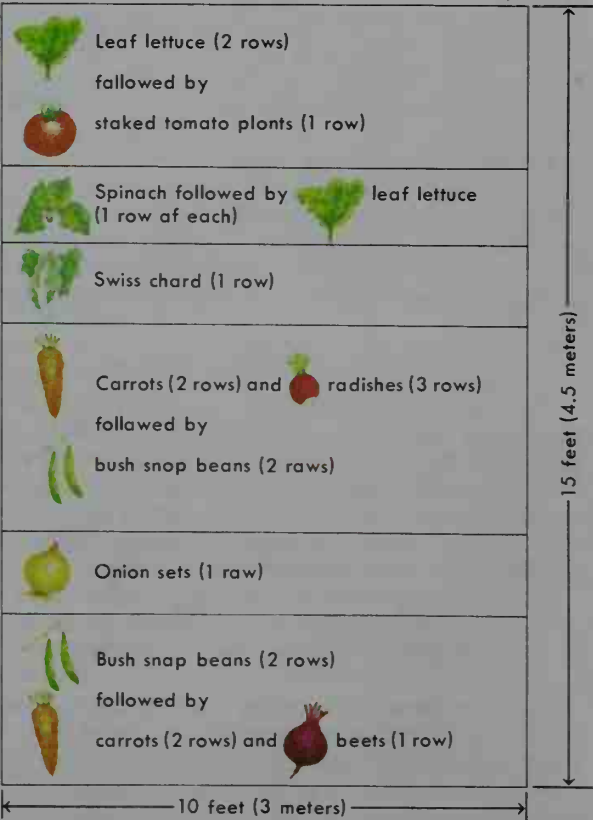 Leaf lettuce (2 rows)
fallowed by
staked tomato plonts (1 row)
Spinach followed by leaf lettuce
(1 row af each)
Swiss chard (1 row)
Carrots (2 rows) and radishes (3 rows)
follawed by
bush snop beans (2 raws)
Onion sets (1 raw)
Bush snap beans (2 rows)
followed by
carrots (2 rows) and beets (1 row)
15 feet (4.5 meters)
10 feet (3 meters)